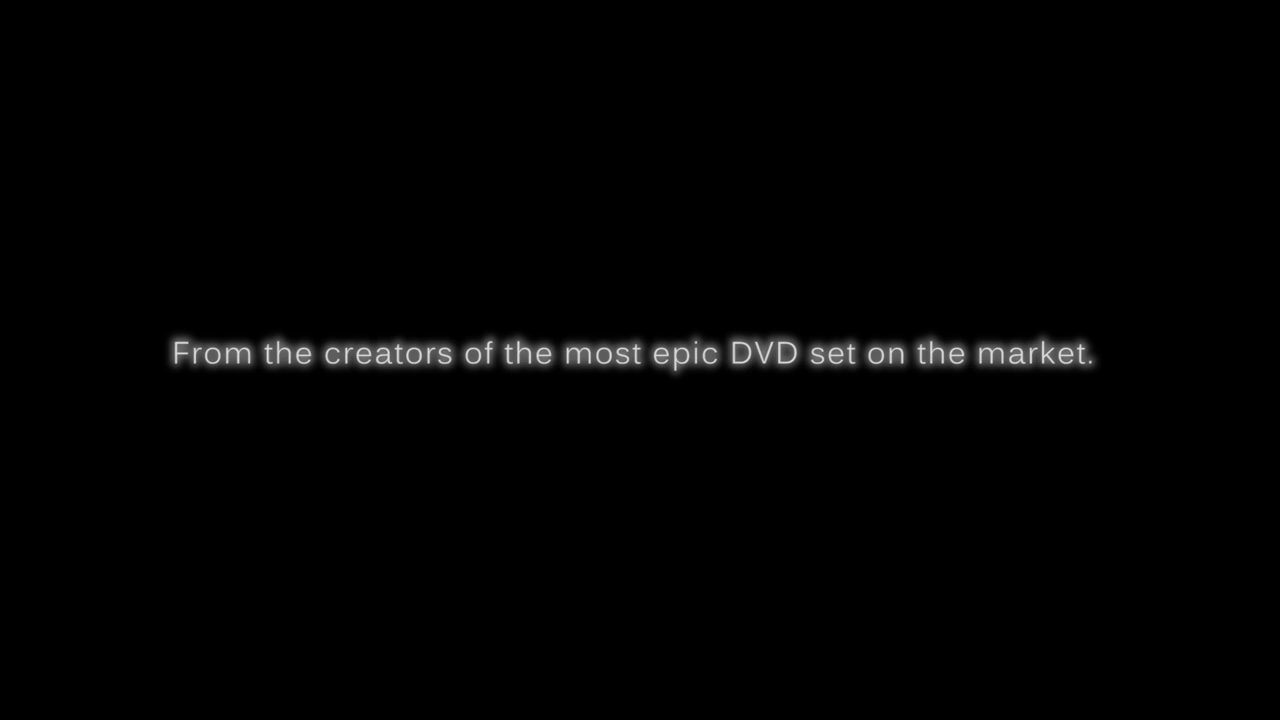 From the creators of the most epic DVD set on the market.